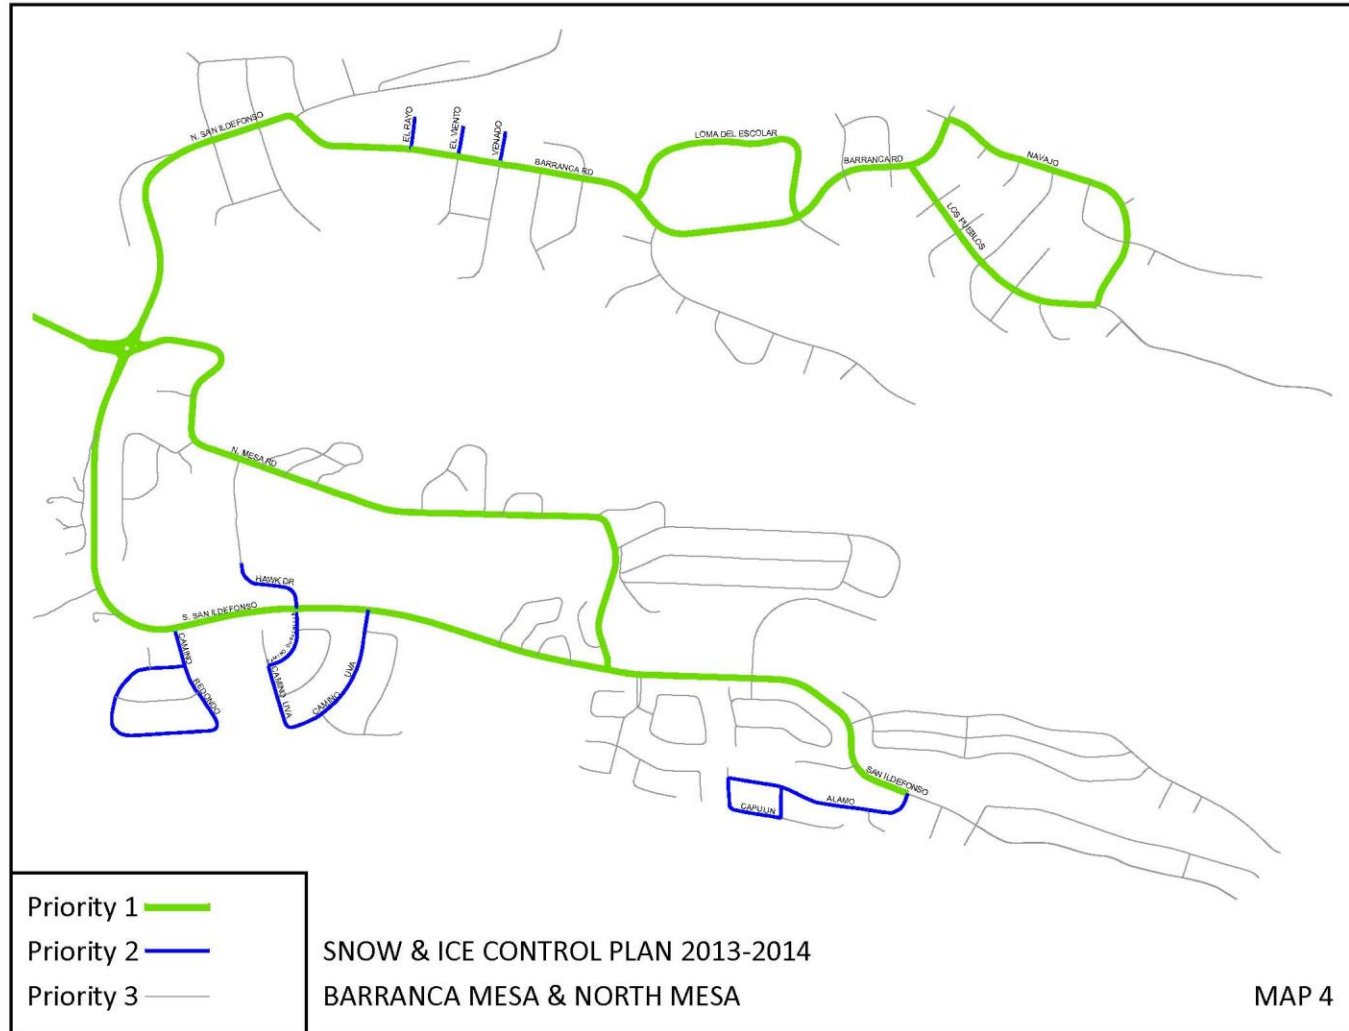 EL RAYO
EL VIENTO
VENADO
N. SAN ILDEFONSO
LOMA DEL ESCOLAR
BARRANCA RD
BARRANCA RD
NAVAJO
LOS PUEBLOS
N. MESA RD
HAWK DR
S. SAN ILDEFONSO
CAMINO
REDONDO
CAMINO UVA
CAMINO
UVA
SAN ILDEFONSO
ALAMO
CAPULIN
Priority 1
Priority 2
Priority 3
SNOW & ICE CONTROL PLAN 2013-2014
BARRANCA MESA & NORTH MESA
MAP 4